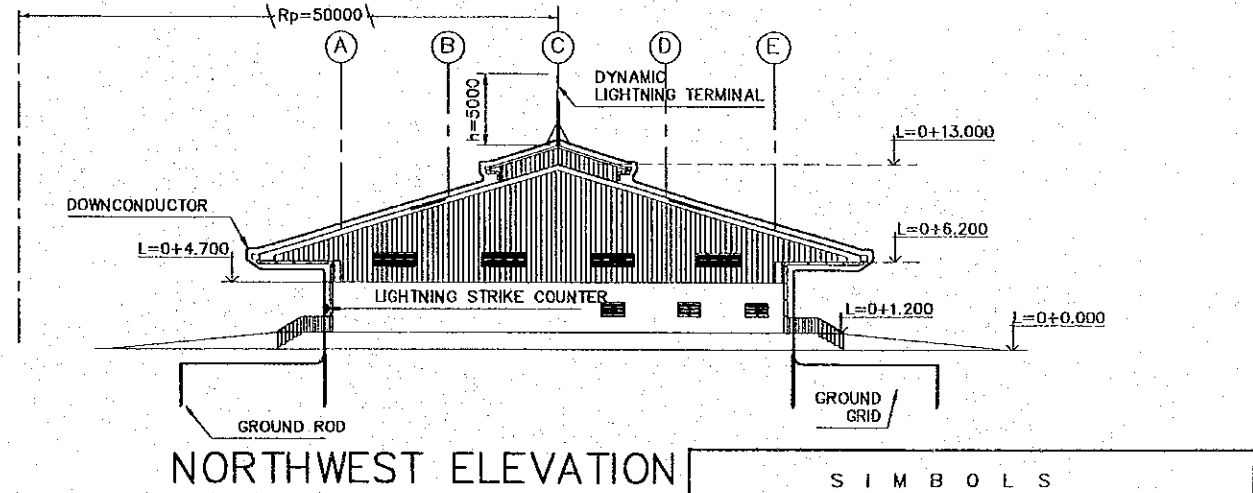 Rp=50000
A B C D E
DYNAMIC
LIGHTNING TERMINAL
h=5000
L=0+13.000
DOWNCONDUCTOR
L=0+4.700
L=0+6.200
LIGHTNING STRIKE COUNTER
L=0+1.200
L=0+0.000
GROUND ROD
GROUND
GRID
NORTHWEST ELEVATION
SIMBOLS